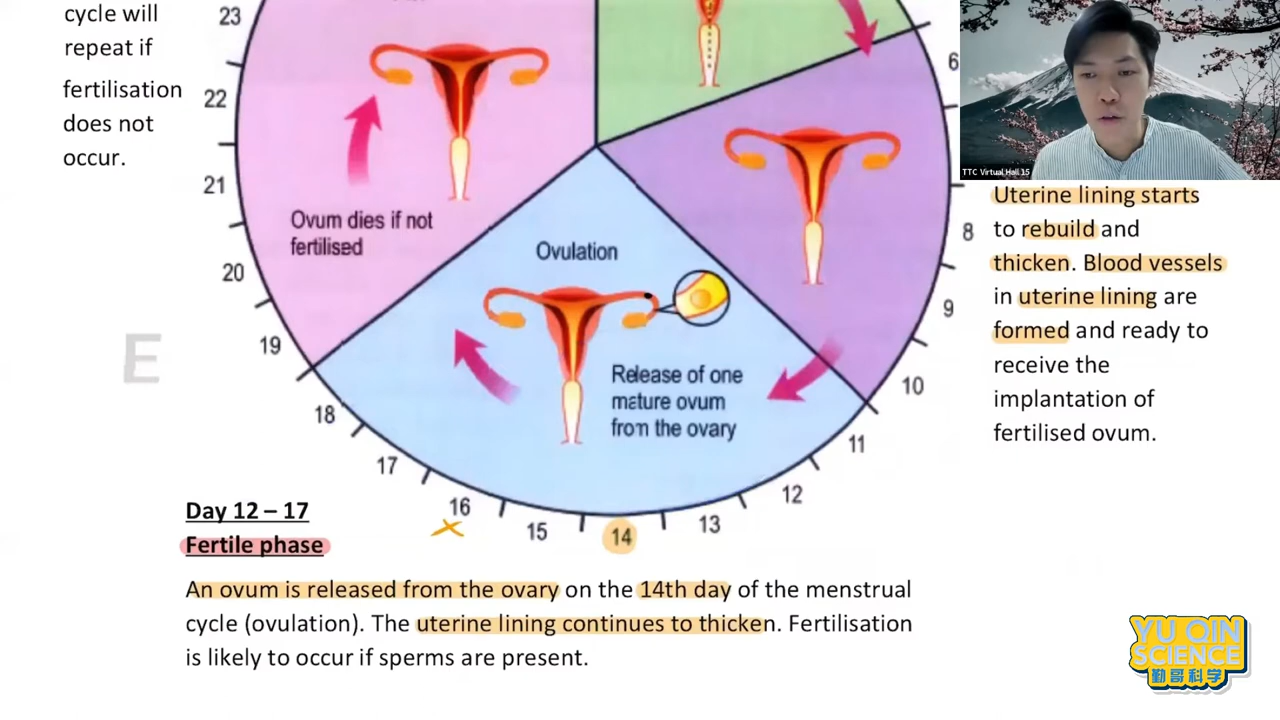 cycle will
repeat if
fertilisation
does not
occur.
23
22
21
20
19
18
17
16
15
14
13
12
11
10
9
8
6
Ovum dies if not
fertilised
Ovulation
Release of one
mature ovum
from the ovary
E
TTC Virtual Hall 15
Uterine lining starts
to rebuild and
thicken. Blood vessels
in uterine lining are
formed and ready to
receive the
implantation of
fertilised ovum.
Day 12 – 17
Fertile phase
An ovum is released from the ovary on the 14th day of the menstrual
cycle (ovulation). The uterine lining continues to thicken. Fertilisation
is likely to occur if sperms are present.
YU QIN
SCIENCE
勤哥科学